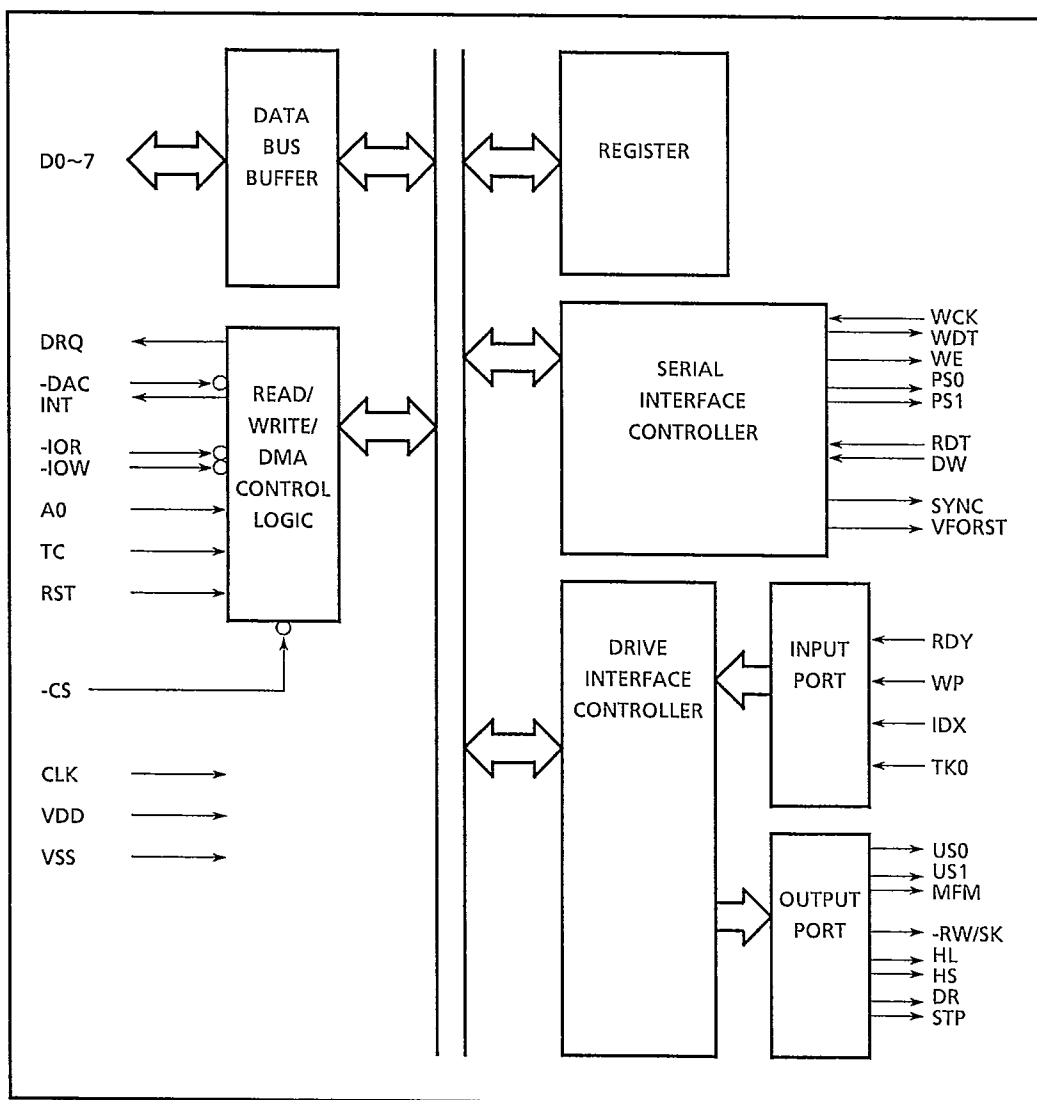 D0~7
DATA
BUS
BUFFER
REGISTER
DRQ
-DAC
INT
-IOR
-IOW
A0
TC
RST
-CS
READ/
WRITE/
DMA
CONTROL
LOGIC
CLK
VDD
VSS
SERIAL
INTERFACE
CONTROLLER
WCK
WDT
WE
PS0
PS1
RDT
DW
SYNC
VFORST
DRIVE
INTERFACE
CONTROLLER
INPUT
PORT
RDY
WP
IDX
TK0
OUTPUT
PORT
US0
US1
MFM
-RW/SK
HL
HS
DR
STP